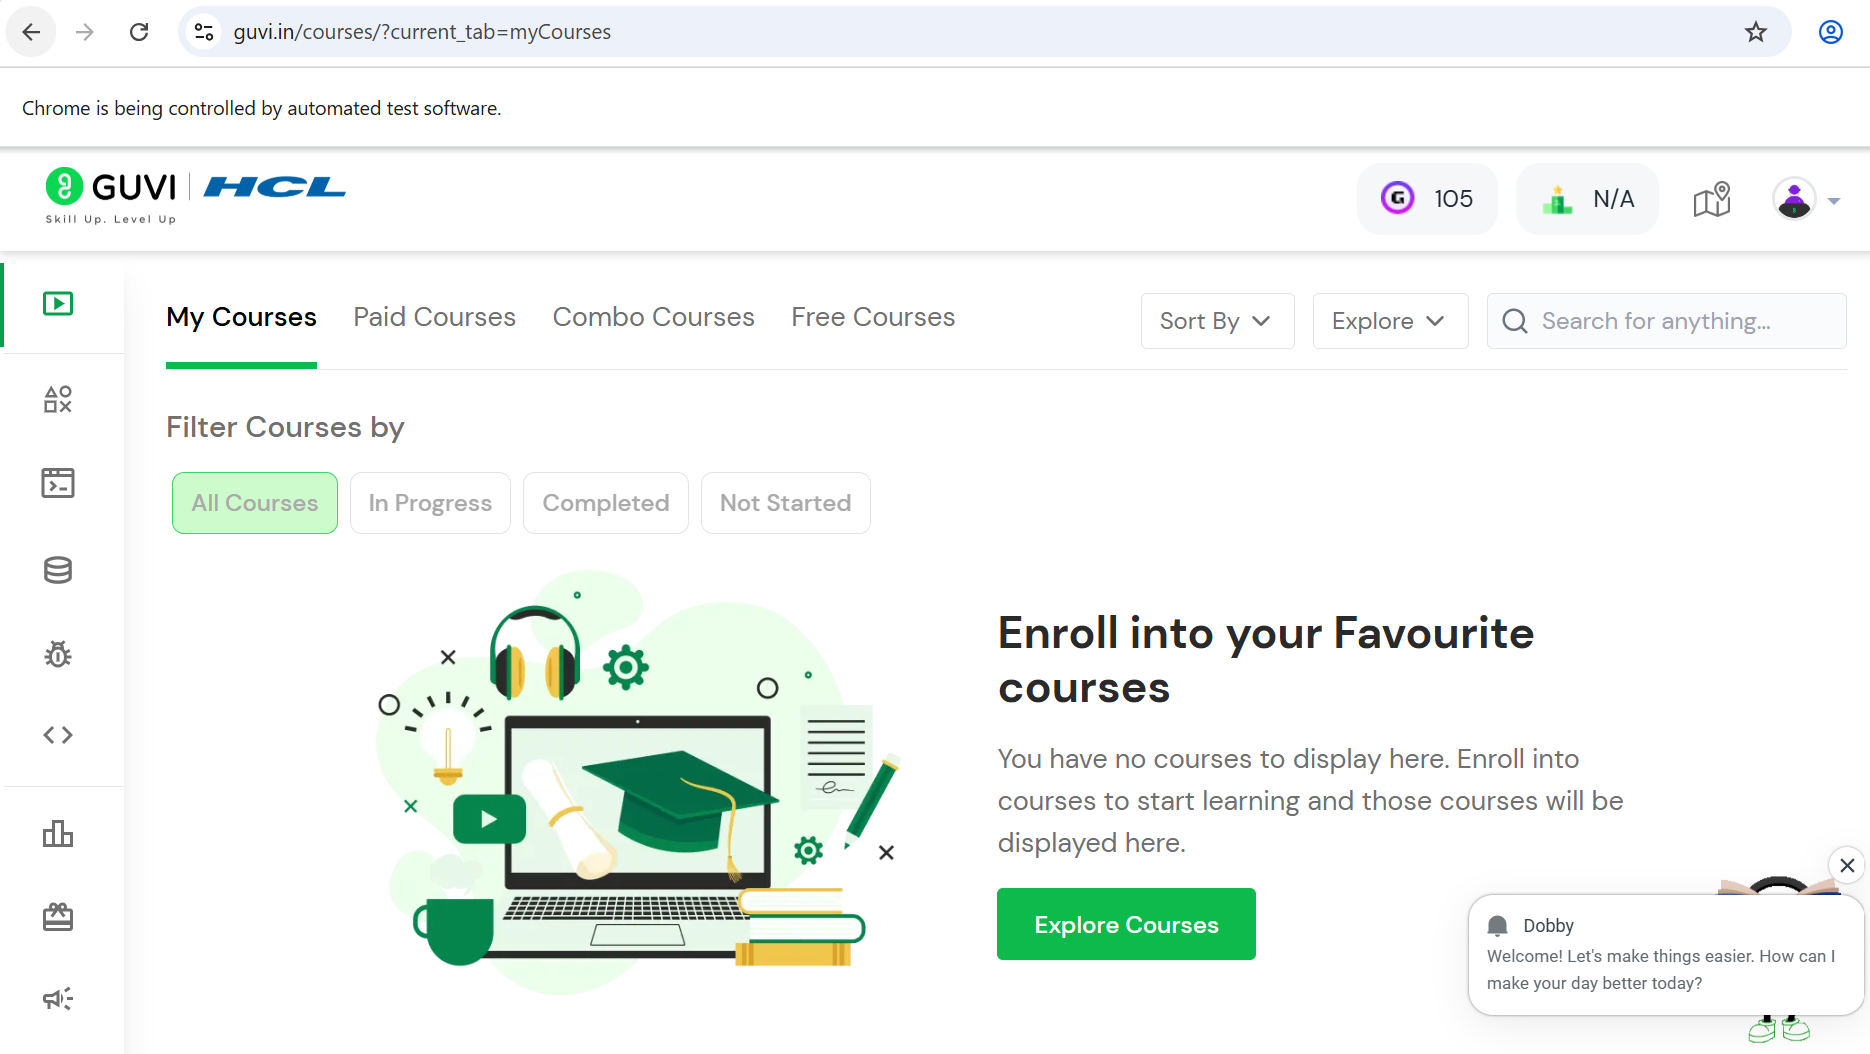 guvi.in/courses/?current_tab=myCourses
Chrome is being controlled by automated test software.
GUVI | HCL
Skill Up. Level Up
G 105
N/A
My Courses
Paid Courses
Combo Courses
Free Courses
Sort By
Explore
Search for anything...
Filter Courses by
All Courses
In Progress
Completed
Not Started
Enroll into your Favourite
courses
You have no courses to display here. Enroll into
courses to start learning and those courses will be
displayed here.
Explore Courses
Dobby
Welcome! Let's make things easier. How can I
make your day better today?